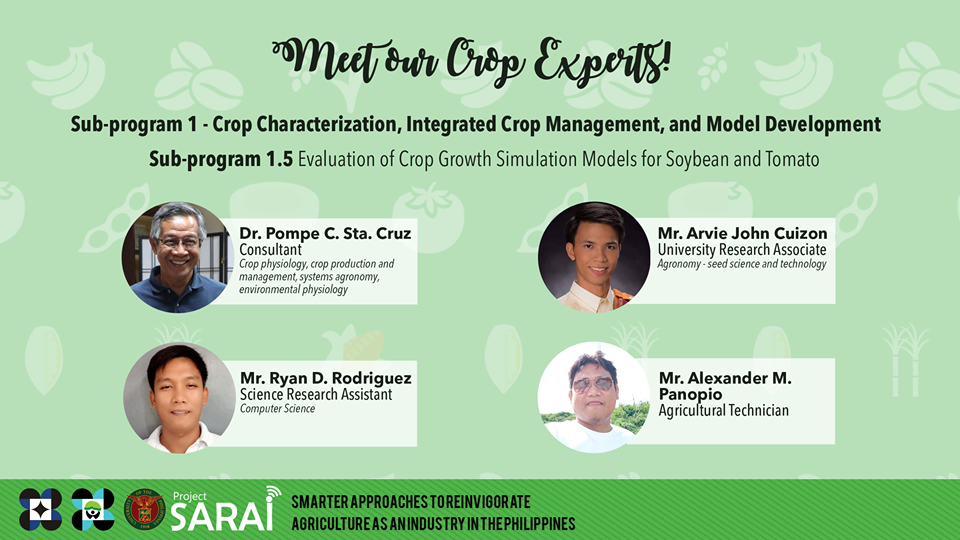 Meet our Crop Experts!
Sub-program 1 - Crop Characterization, Integrated Crop Management, and Model Development
Sub-program 1.5 Evaluation of Crop Growth Simulation Models for Soybean and Tomato
Dr. Pompe C. Sta. Cruz
Consultant
Crop physiology, crop production and
management, systems agronomy,
environmental physiology
Mr. Arvie John Cuizon
University Research Associate
Agronomy - seed science and technology
Mr. Ryan D. Rodriguez
Science Research Assistant
Computer Science
Mr. Alexander M.
Panopio
Agricultural Technician
Project
SARAI
SMARTER APPROACHES TO REINVIGORATE
AGRICULTURE AS AN INDUSTRY IN THE PHILIPPINES